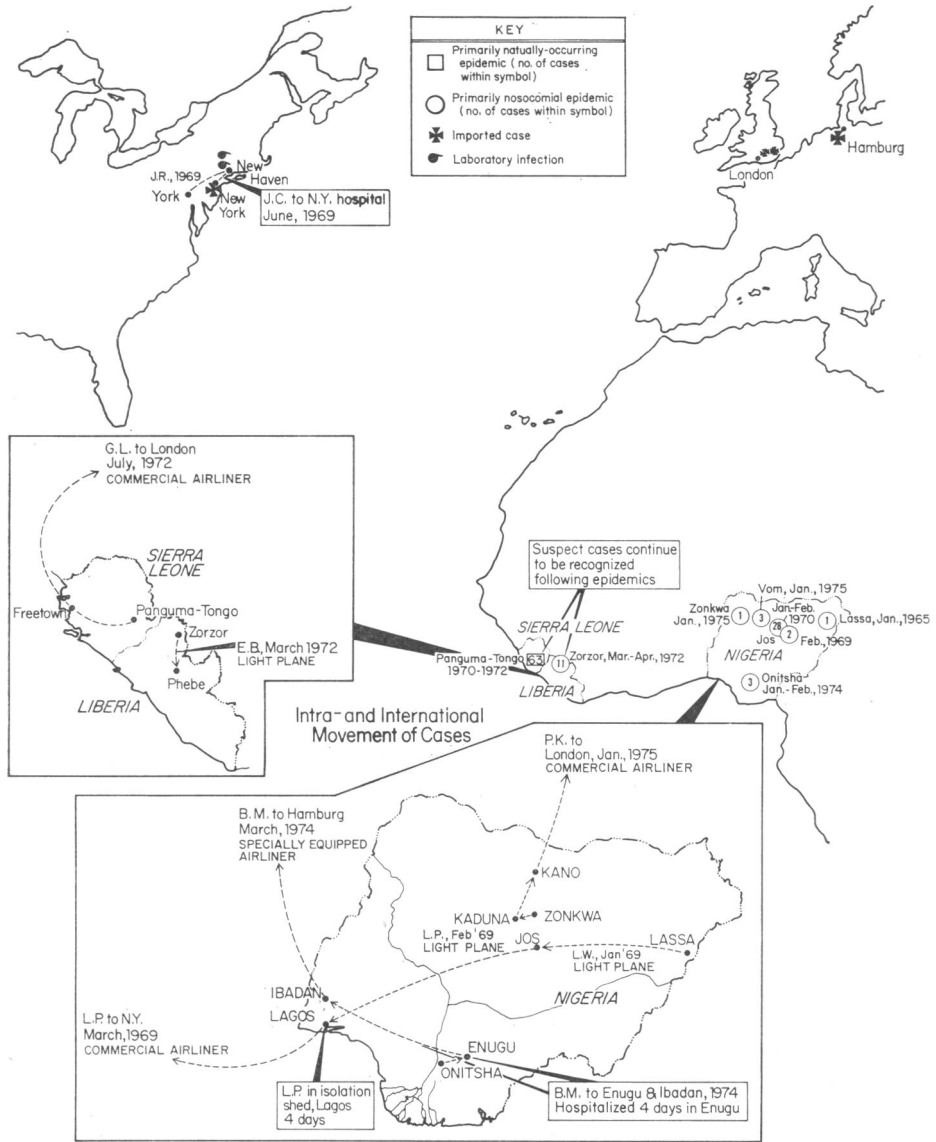 KEY
Primarily natually-occurring
epidemic (no. of cases
within symbol)
Primarily nosocomial epidemic
(no. of cases within symbol)
Imported case
Laboratory infection
J.R., 1969
New
Haven
York
New
York
J.C. to N.Y. hospital
June, 1969
London
Hamburg
G.L. to London
July, 1972
COMMERCIAL AIRLINER
SIERRA
LEONE
Freetown
Panguma-Tongo
Zorzor
E.B., March 1972
LIGHT PLANE
Phebe
LIBERIA
Suspect cases continue
to be recognized
following epidemics
SIERRA LEONE
Panguma-Tongo
1970-1972
63
11
Zorzor, Mar.-Apr., 1972
LIBERIA
Vom, Jan., 1975
Zonkwa
Jan., 1975
1
3
Jan-Feb.
1970
28
Jos
2
Feb., 1969
1
Lassa, Jan., 1965
NIGERIA
3
Onitsha
Jan.-Feb., 1974
Intra- and International
Movement of Cases
P.K. to
London, Jan., 1975
COMMERCIAL AIRLINER
B.M. to Hamburg
March, 1974
SPECIALLY EQUIPPED
AIRLINER
KANO
KADUNA
ZONKWA
L.P., Feb '69
LIGHT PLANE
JOS
LASSA
L.W., Jan '69
LIGHT PLANE
IBADAN
LAGOS
NIGERIA
L.P. to N.Y.
March, 1969
COMMERCIAL AIRLINER
ENUGU
ONITSHA
L.P. in isolation
shed, Lagos
4 days
B.M. to Enugu & Ibadan, 1974
Hospitalized 4 days in Enugu